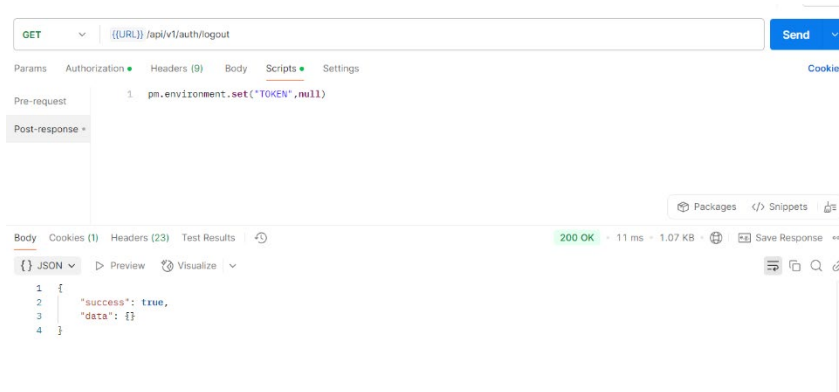 GET {{URL}} /api/v1/auth/logout Send
Params Authorization Headers (9) Body Scripts Settings Cookie
Pre-request
Post-response
1 pm.environment.set("TOKEN",null)
Packages </> Snippets
Body Cookies (1) Headers (23) Test Results 200 OK 11 ms 1.07 KB e.g. Save Response
{} JSON Preview Visualize
1 {
2 "success": true,
3 "data": {}
4 }